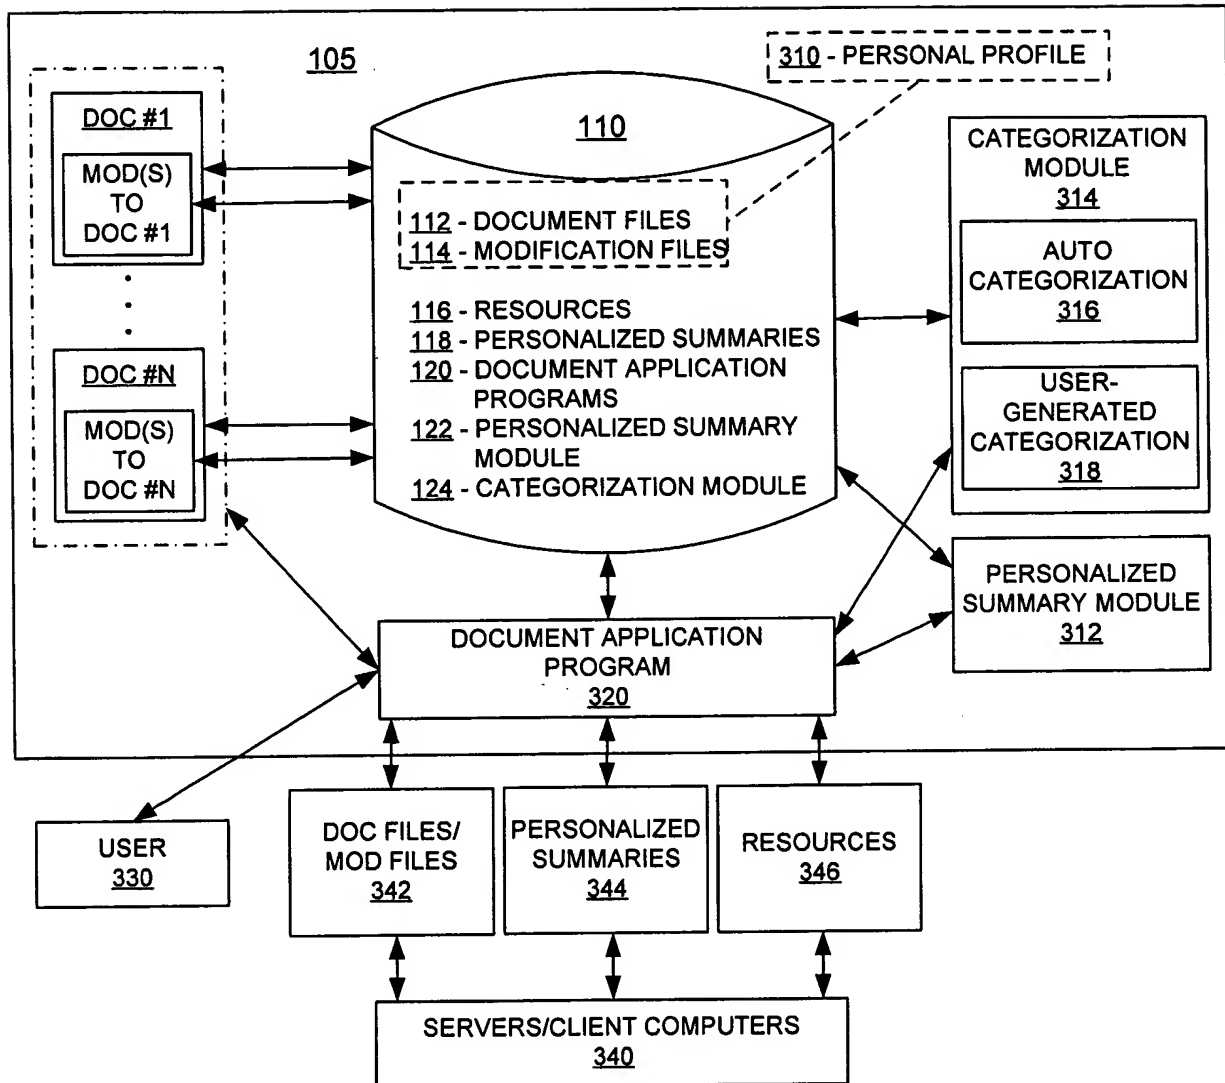 105
310 - PERSONAL PROFILE
DOC #1
MOD(S)
TO
DOC #1
DOC #N
MOD(S)
TO
DOC #N
110
112 - DOCUMENT FILES
114 - MODIFICATION FILES
116 - RESOURCES
118 - PERSONALIZED SUMMARIES
120 - DOCUMENT APPLICATION
PROGRAMS
122 - PERSONALIZED SUMMARY
MODULE
124 - CATEGORIZATION MODULE
CATEGORIZATION
MODULE
314
AUTO
CATEGORIZATION
316
USER-
GENERATED
CATEGORIZATION
318
PERSONALIZED
SUMMARY MODULE
312
DOCUMENT APPLICATION
PROGRAM
320
USER
330
DOC FILES/
MOD FILES
342
PERSONALIZED
SUMMARIES
344
RESOURCES
346
SERVERS/CLIENT COMPUTERS
340